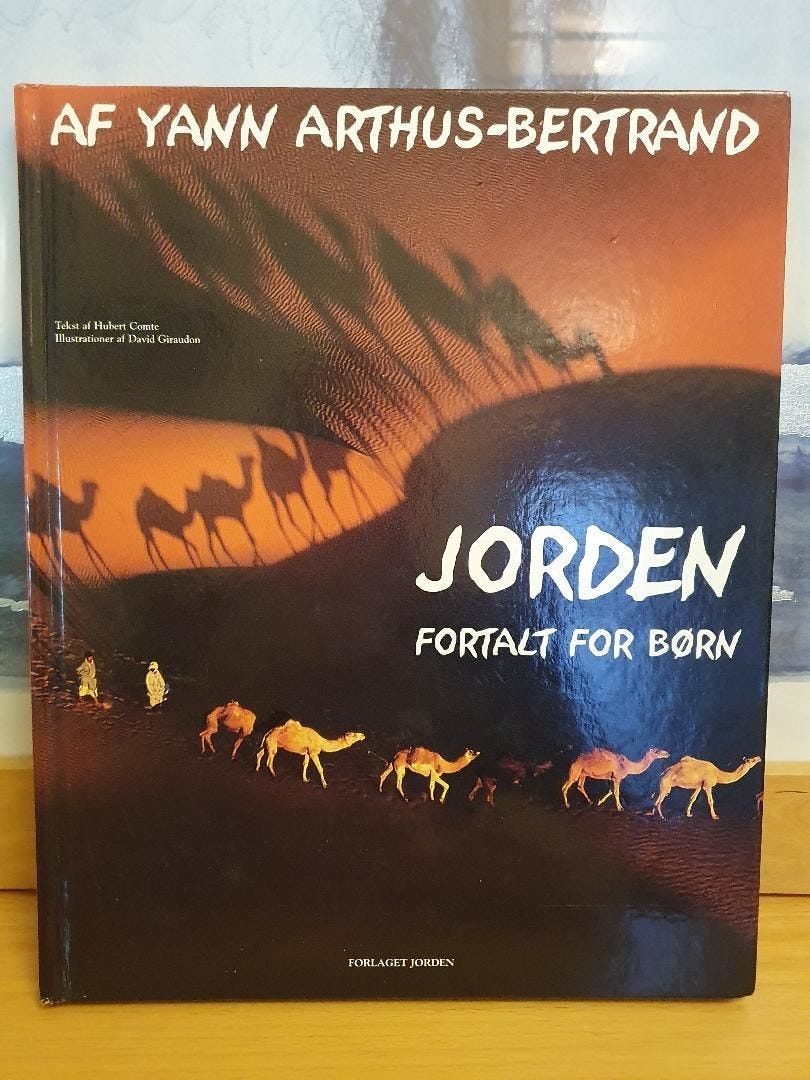 AF YANN ARTHUS-BERTRAND
Tekst af Hubert Comte
Illustrationer af David Giraudon
JORDEN
FORTALT FOR BØRN
FORLAGET JORDEN